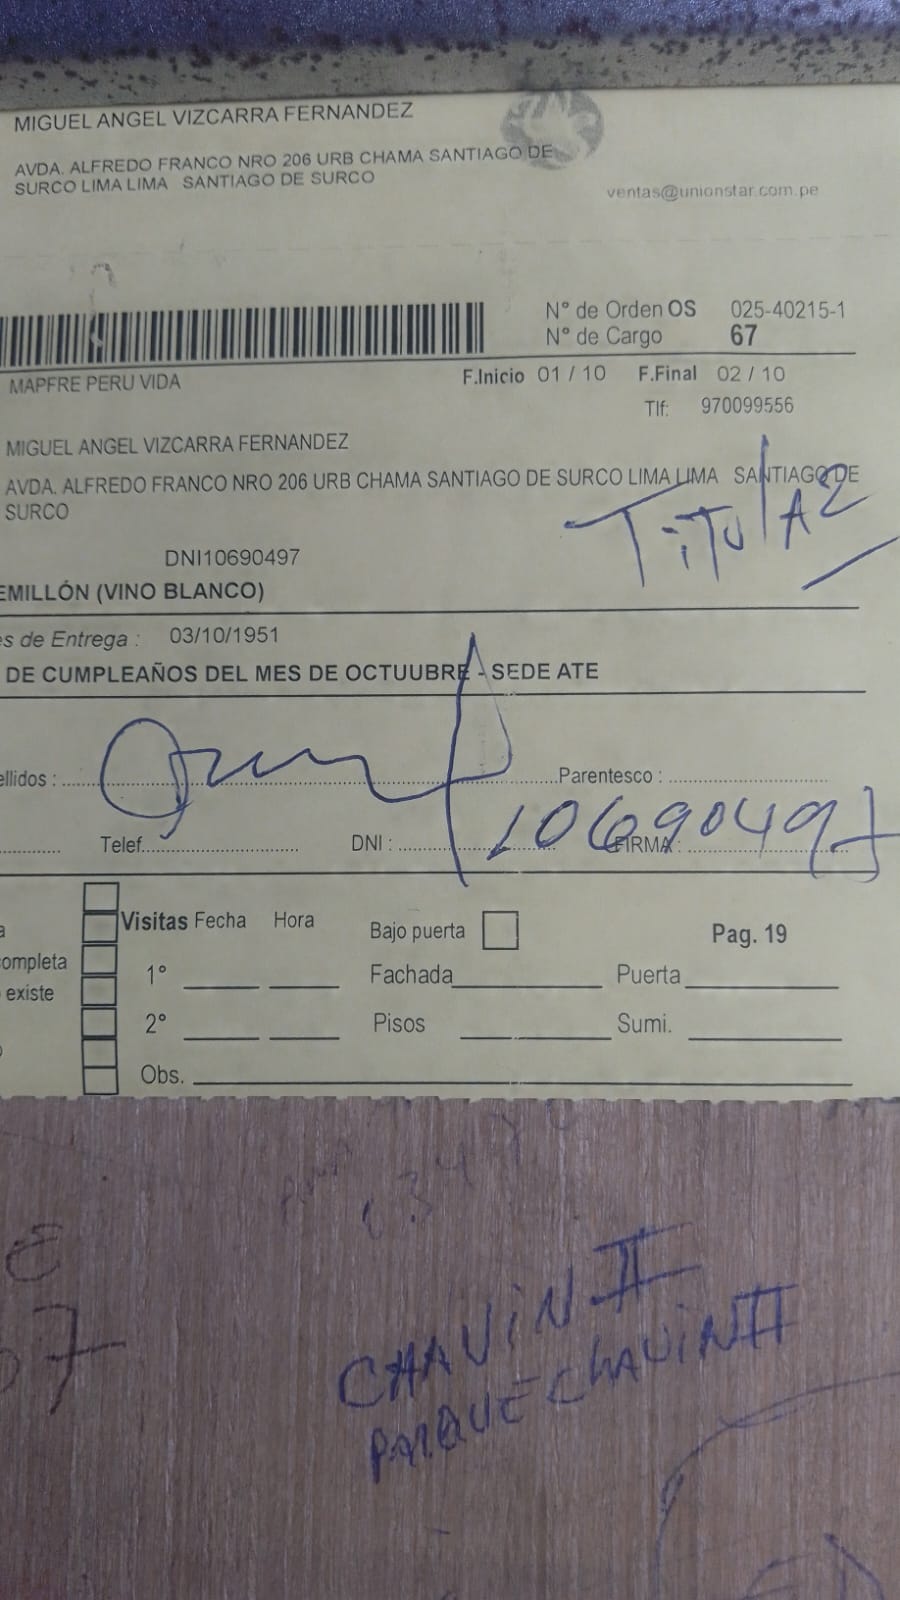 MIGUEL ANGEL VIZCARRA FERNANDEZ
AVDA. ALFREDO FRANCO NRO 206 URB CHAMA SANTIAGO DE
SURCO LIMA LIMA SANTIAGO DE SURCO
ventas@unionstar.com.pe
Nº de Orden OS 025-40215-1
Nº de Cargo 67
MAPFRE PERU VIDA
F.Inicio 01 / 10 F.Final 02 / 10
Tlf: 970099556
MIGUEL ANGEL VIZCARRA FERNANDEZ
AVDA. ALFREDO FRANCO NRO 206 URB CHAMA SANTIAGO DE SURCO LIMA LIMA SANTIAGO DE
SURCO
TiTulAR
DNI10690497
EMILLÓN (VINO BLANCO)
es de Entrega : 03/10/1951
DE CUMPLEAÑOS DEL MES DE OCTUUBRE - SEDE ATE
ellidos : Parentesco :
Telef. DNI : 10690497 FIRMA :
Visitas Fecha Hora
Bajo puerta
Pag. 19
a
ompleta
existe
1° Fachada Puerta
2° Pisos Sumi.
Obs.
CHAViN II
PARQUE CHAViN II